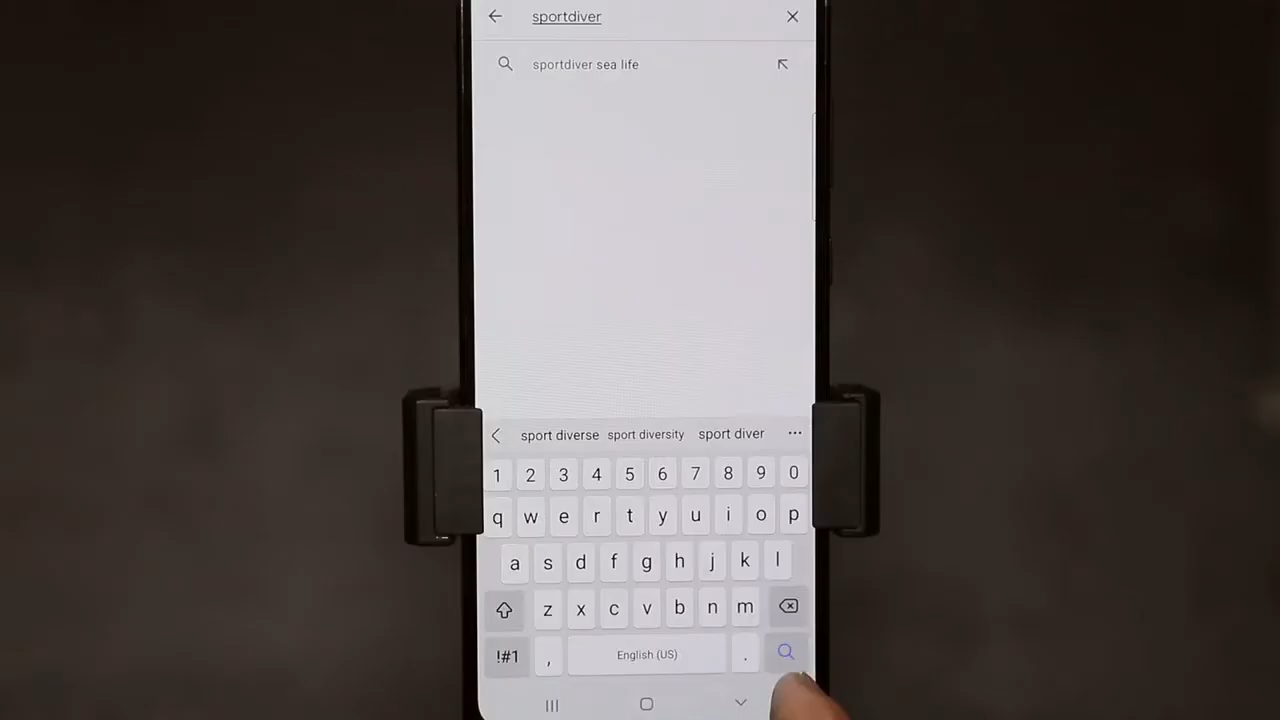 sportdiver
sportdiver sea life
sport diverse sport diversity sport diver
1 2 3 4 5 6 7 8 9 0
q w e r t y u i o p
a s d f g h j k l
z x c v b n m
!#1 , English (US) .